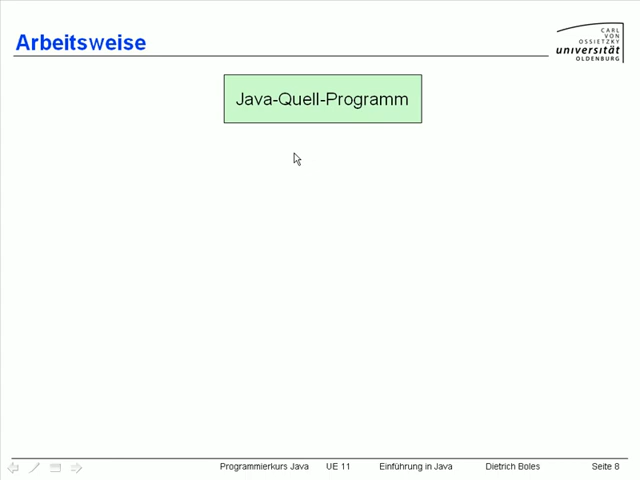 Arbeitsweise
CARL
VON
OSSIETZKY
universität
OLDENBURG
Java-Quell-Programm
Programmierkurs Java UE 11 Einführung in Java Dietrich Boles Seite 8